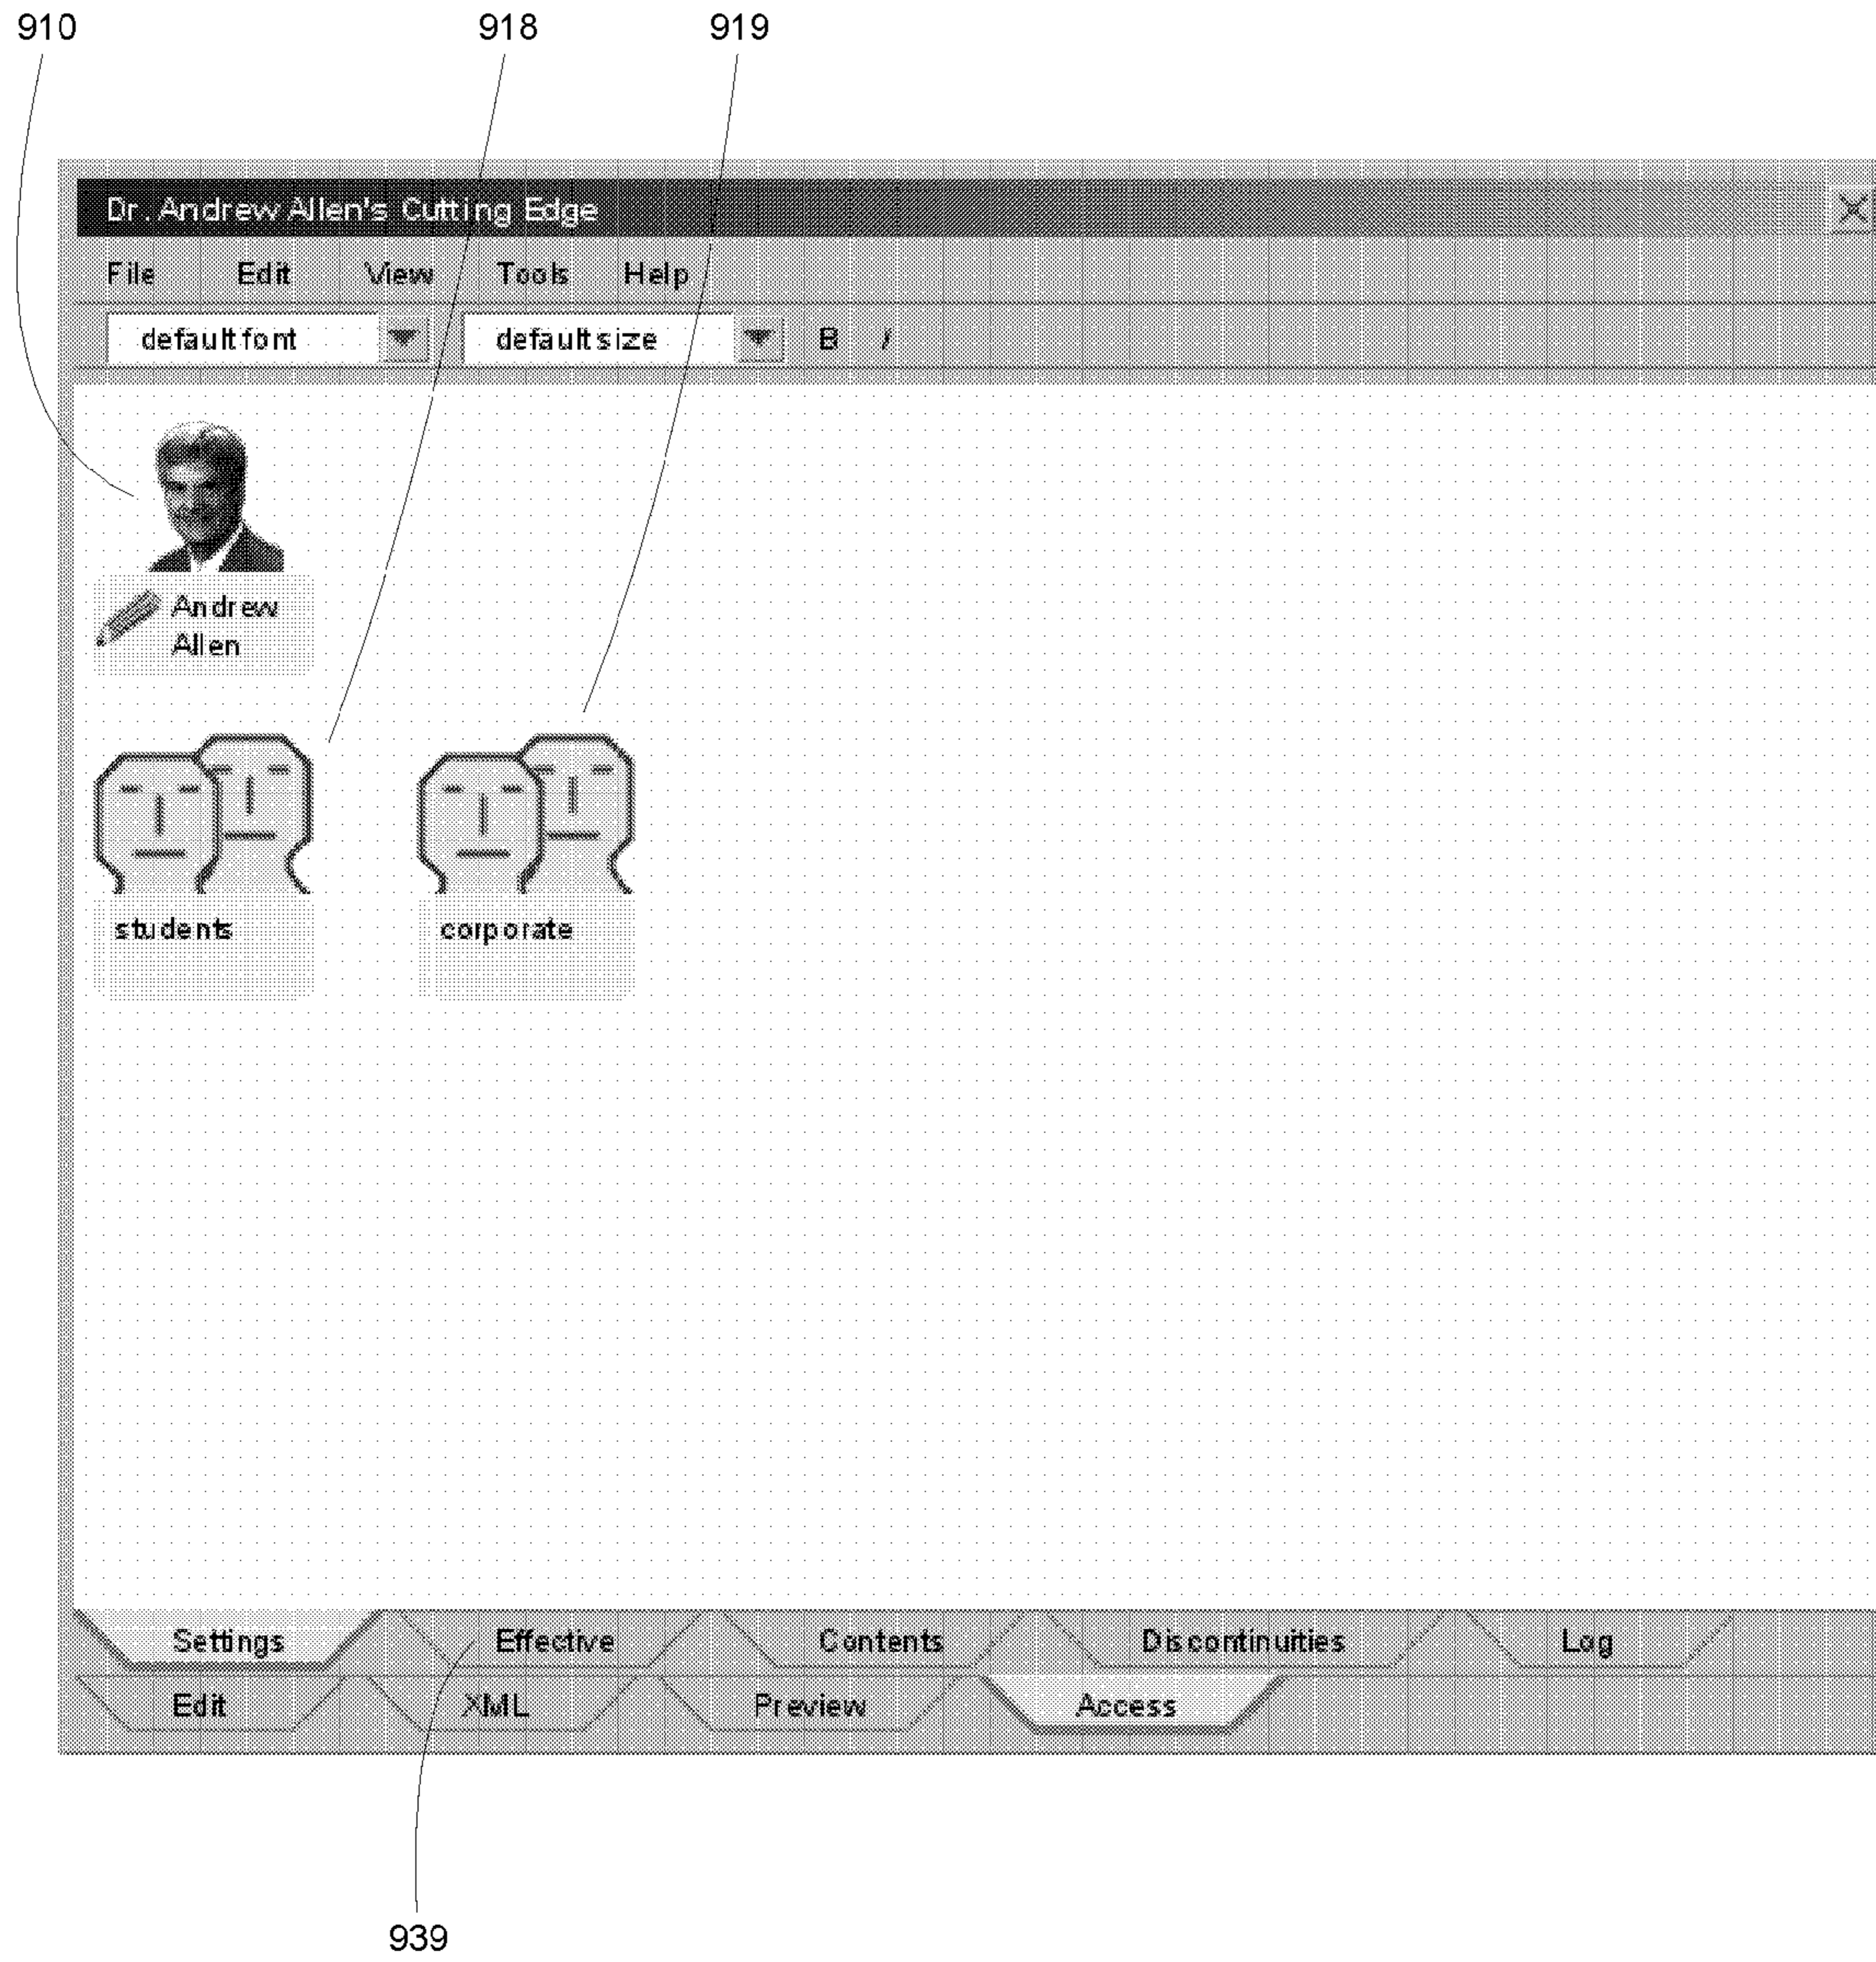 910 918 919
Dr. Andrew Allen's Cutting Edge
File Edit View Tools Help
default font default size B I
Andrew
Allen
students corporate
Settings Effective Contents Discontinuities Log
Edit XML Preview Access
939